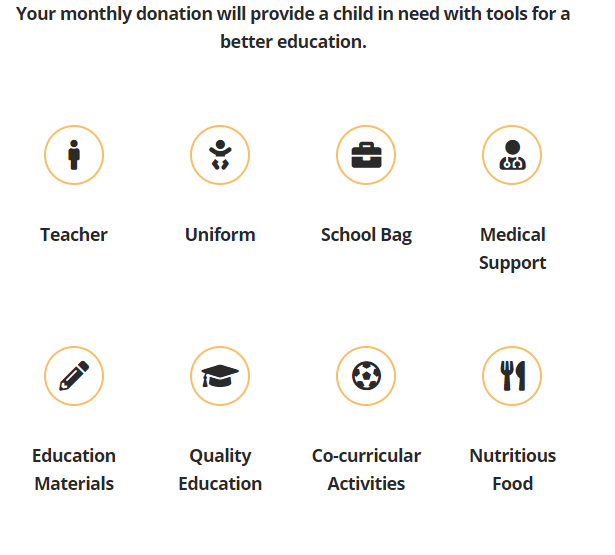 Your monthly donation will provide a child in need with tools for a
better education.
Teacher
Uniform
School Bag
Medical
Support
Education
Materials
Quality
Education
Co-curricular
Activities
Nutritious
Food